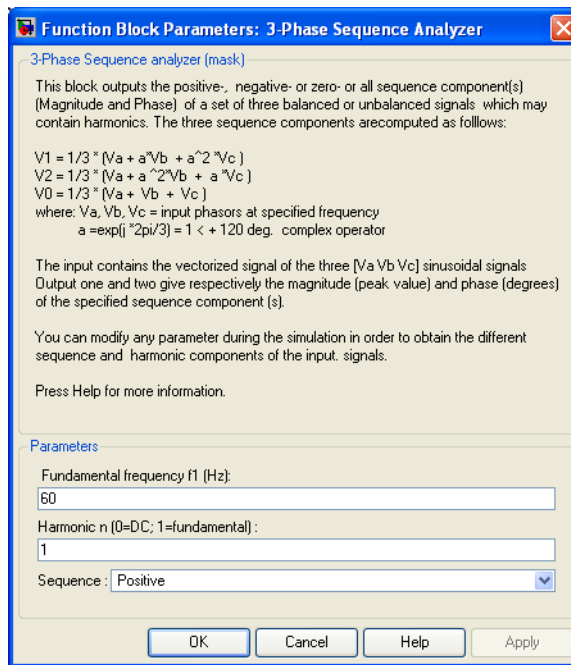 Function Block Parameters: 3-Phase Sequence Analyzer
3-Phase Sequence analyzer (mask)
This block outputs the positive-, negative- or zero- or all sequence component(s)
(Magnitude and Phase) of a set of three balanced or unbalanced signals which may
contain harmonics. The three sequence components arecomputed as folllows:
V1 = 1/3 * (Va + a*Vb + a^2 *Vc )
V2 = 1/3 * (Va + a ^2*Vb + a *Vc )
V0 = 1/3 * (Va + Vb + Vc )
where: Va, Vb, Vc = input phasors at specified frequency
a =exp(j *2pi/3) = 1 < + 120 deg. complex operator
The input contains the vectorized signal of the three [Va Vb Vc] sinusoidal signals
Output one and two give respectively the magnitude (peak value) and phase (degrees)
of the specified sequence component (s).
You can modify any parameter during the simulation in order to obtain the different
sequence and harmonic components of the input. signals.
Press Help for more information.
Parameters
Fundamental frequency f1 (Hz):
60
Harmonic n (0=DC; 1=fundamental) :
1
Sequence : Positive
OK Cancel Help Apply